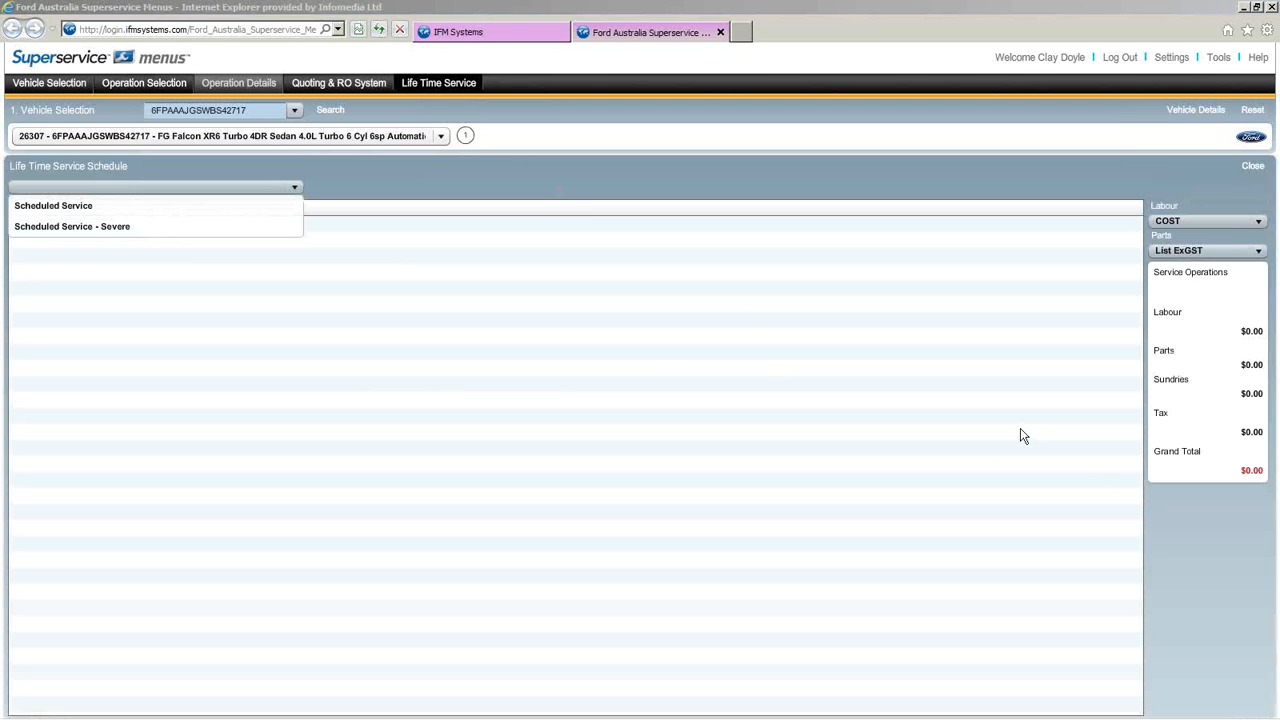 Ford Australia Superservice Menus - Internet Explorer provided by Infomedia Ltd
http://login.ifmsystems.com/Ford_Australia_Superservice_Me
IFM Systems
Ford Australia Superservice ...
Superservice menus
Welcome Clay Doyle
Log Out
Settings
Tools
Help
Vehicle Selection
Operation Selection
Operation Details
Quoting & RO System
Life Time Service
1. Vehicle Selection
6FPAAAJGSWBS42717
Search
Vehicle Details
Reset
26307 - 6FPAAAJGSWBS42717 - FG Falcon XR6 Turbo 4DR Sedan 4.0L Turbo 6 Cyl 6sp Automati
1
Ford
Life Time Service Schedule
Close
Scheduled Service
Scheduled Service - Severe
Labour
COST
Parts
List ExGST
Service Operations
Labour
$0.00
Parts
$0.00
Sundries
$0.00
Tax
$0.00
Grand Total
$0.00